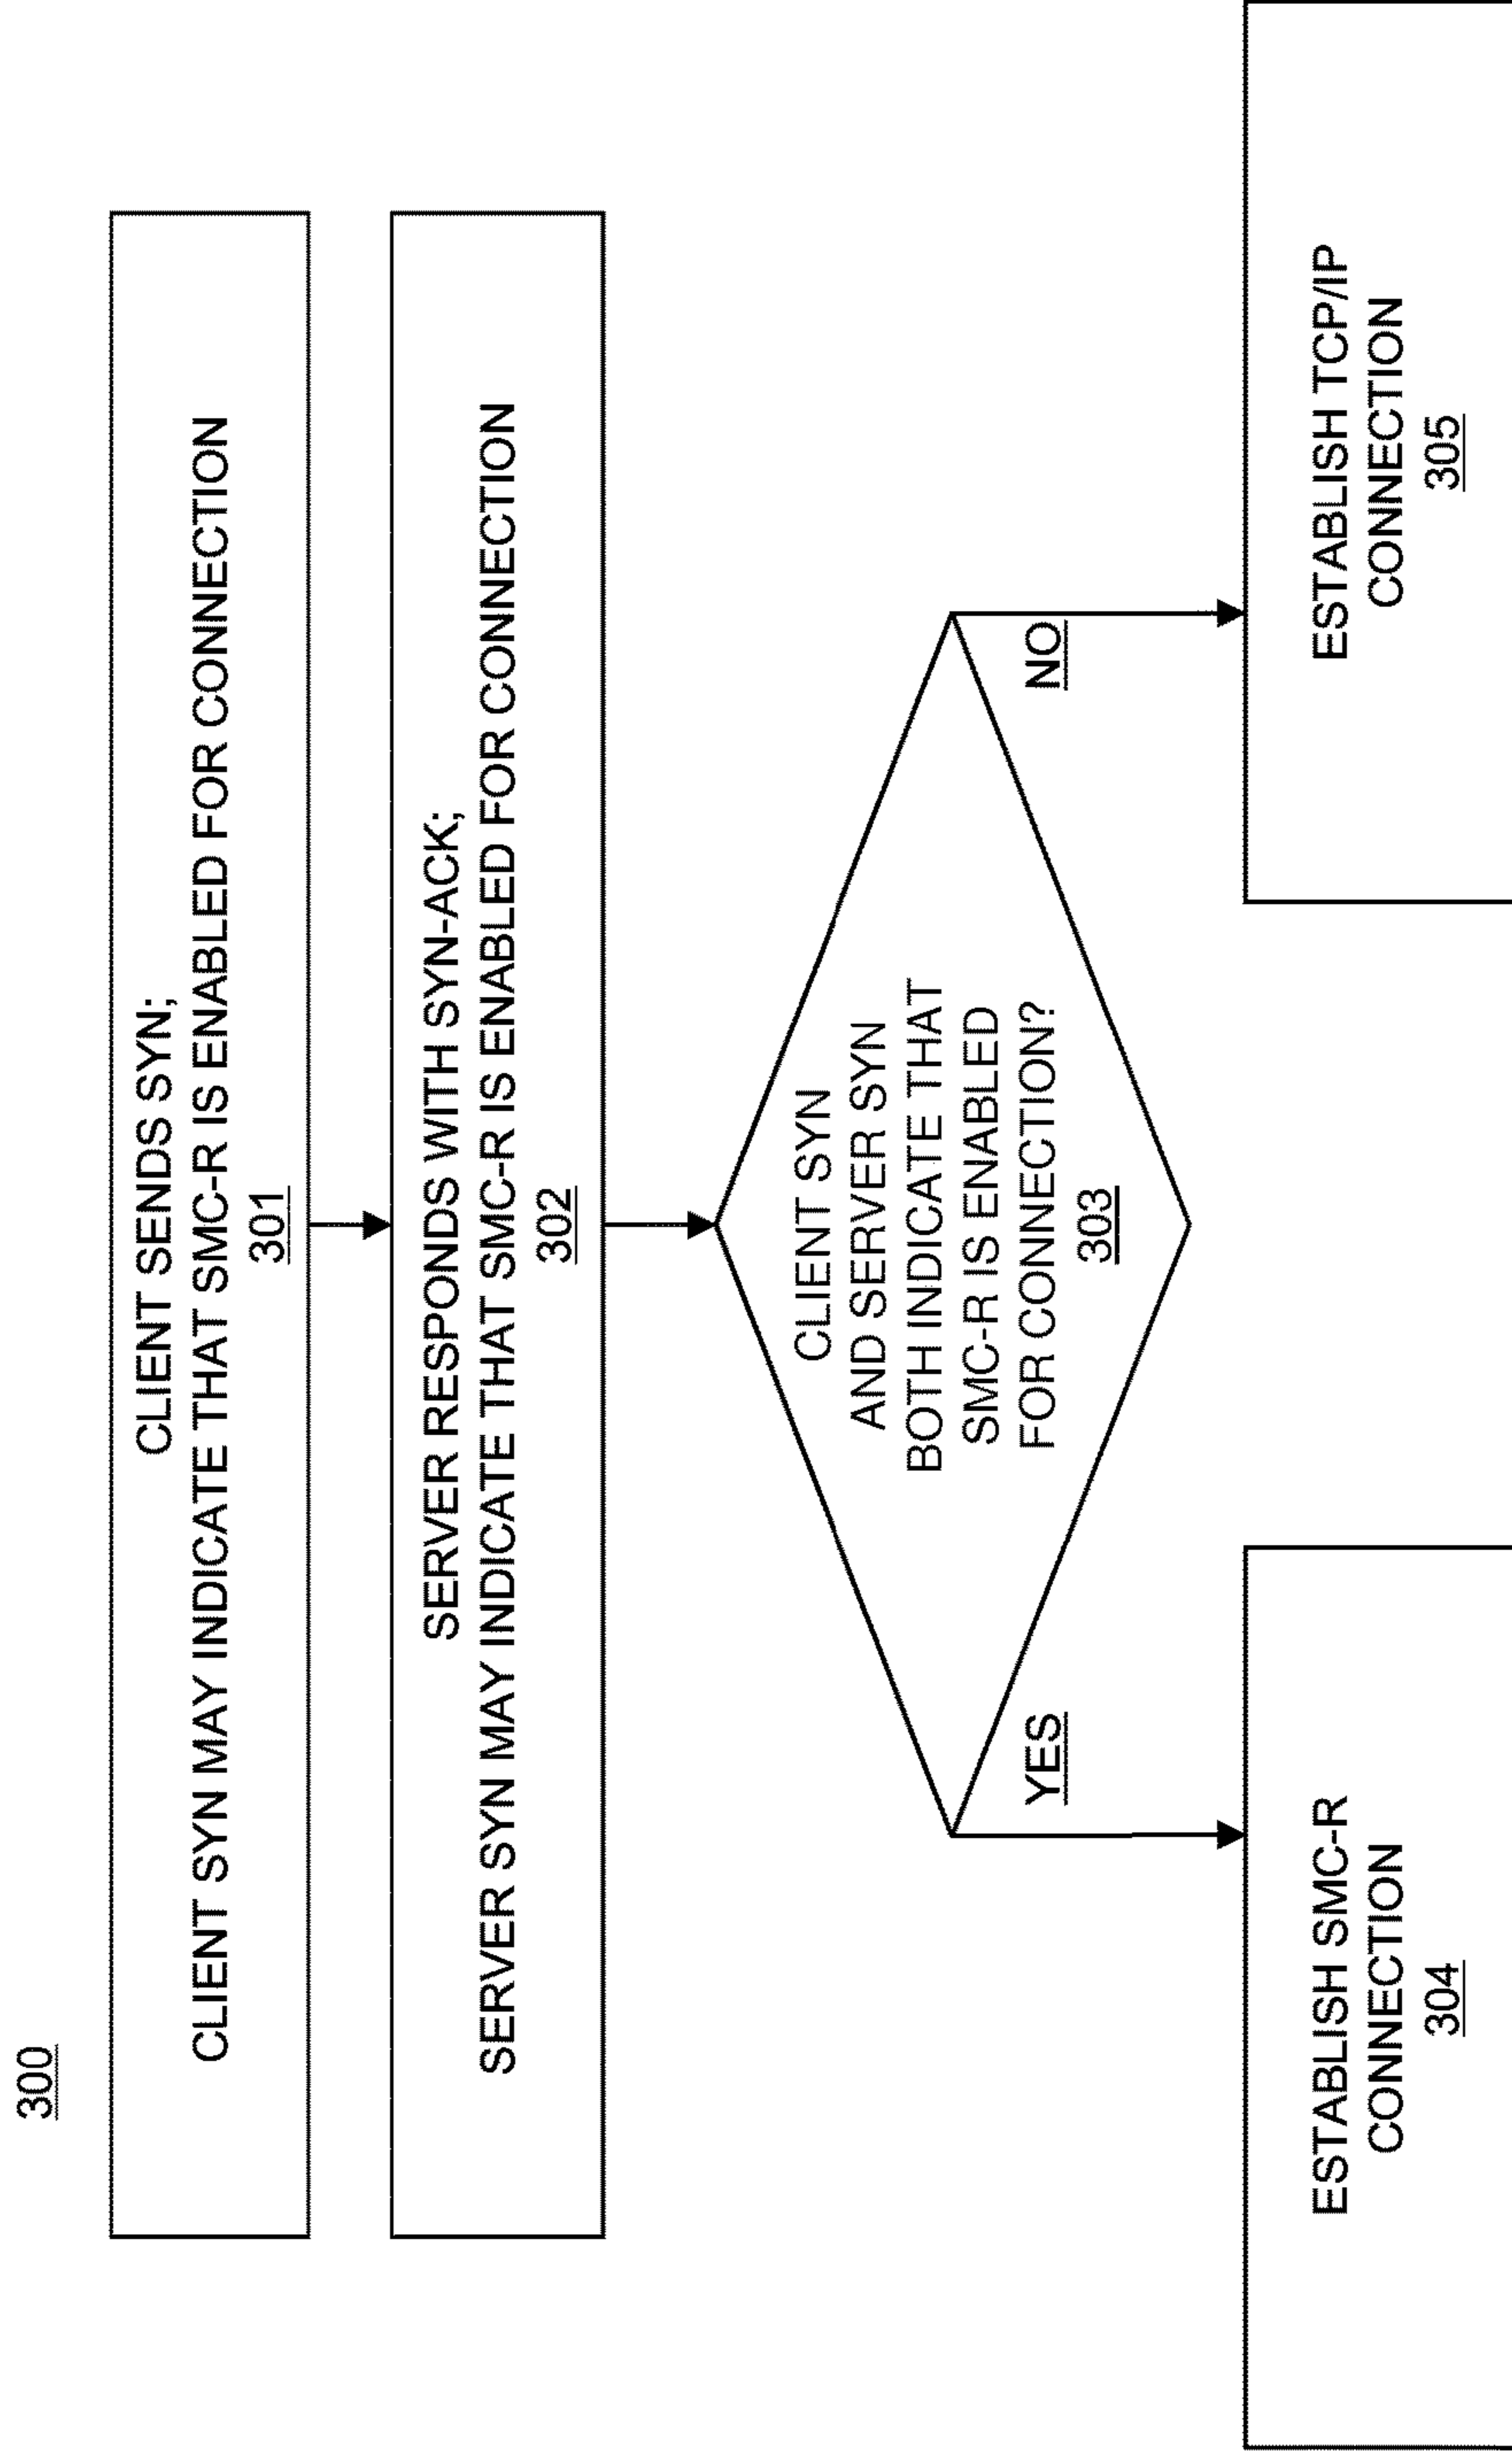 300
CLIENT SENDS SYN;
CLIENT SYN MAY INDICATE THAT SMC-R IS ENABLED FOR CONNECTION
301
SERVER RESPONDS WITH SYN-ACK;
SERVER SYN MAY INDICATE THAT SMC-R IS ENABLED FOR CONNECTION
302
CLIENT SYN
AND SERVER SYN
BOTH INDICATE THAT
SMC-R IS ENABLED
FOR CONNECTION?
303
YES
NO
ESTABLISH SMC-R
CONNECTION
304
ESTABLISH TCP/IP
CONNECTION
305